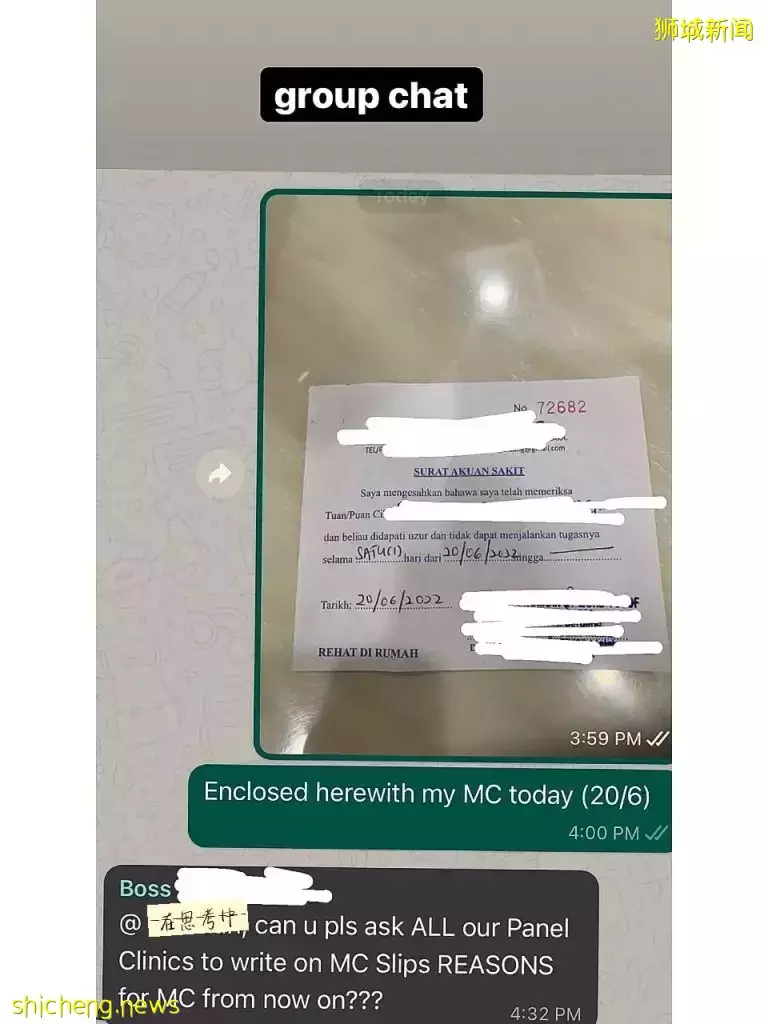 狮城新闻
group chat
Today
No. 72682
TEL/F
gmail.com
SURAT AKUAN SAKIT
Saya mengesahkan bahawa saya telah memeriksa
Tuan/Puan
dan beliau didapati uzur dan tidak dapat menjalankan tugasnya
selama SATU(1) hari dari 20/06/2022 hingga
Tarikh: 20/06/2022
REHAT DI RUMAH
3:59 PM
Enclosed herewith my MC today (20/6)
4:00 PM
Boss
@ 在思考中, can u pls ask ALL our Panel
Clinics to write on MC Slips REASONS
for MC from now on???
4:32 PM
shicheng.news